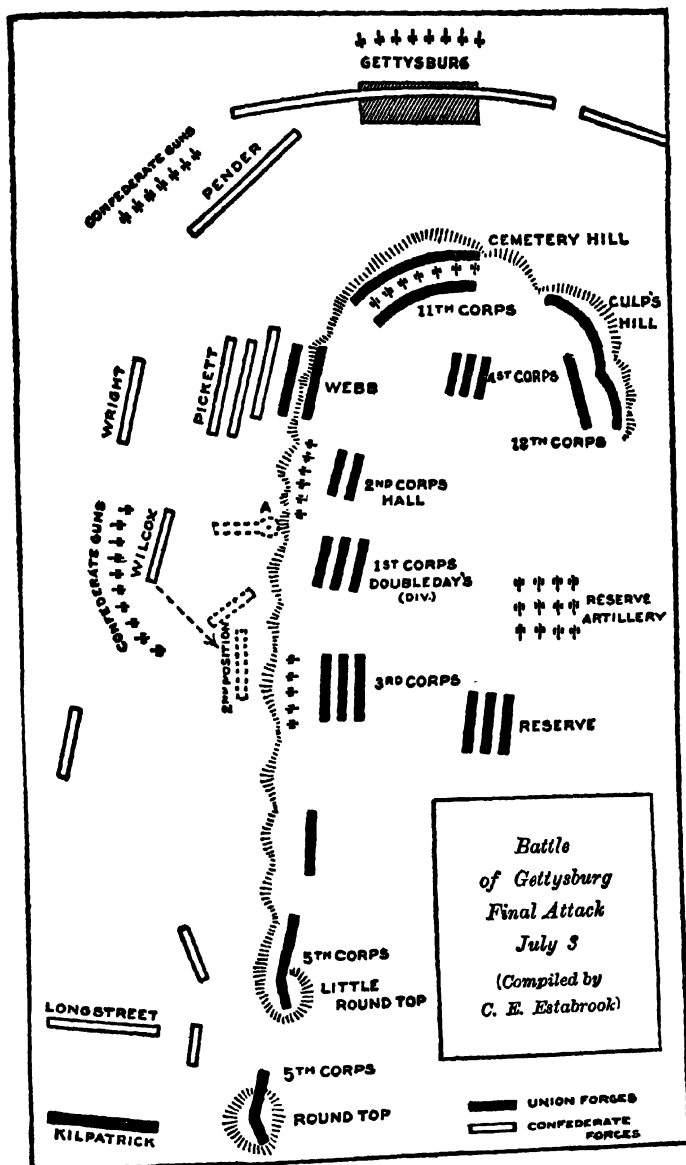 GETTYSBURG
CONFEDERATE GUNS
PENDER
CEMETERY HILL
CULP'S
HILL
11TH CORPS
WRIGHT
PICKETT
WEBB
1ST CORPS
12TH CORPS
2ND CORPS
HALL
A
CONFEDERATE GUNS
WILCOX
1ST CORPS
DOUBLEDAY'S
(DIV.)
RESERVE
ARTILLERY
2ND POSITION
3RD CORPS
RESERVE
Battle
of Gettysburg
Final Attack
July 3
(Compiled by
C. E. Estabrook)
5TH CORPS
LITTLE
ROUND TOP
LONGSTREET
5TH CORPS
ROUND TOP
KILPATRICK
UNION FORCES
CONFEDERATE
FORCES